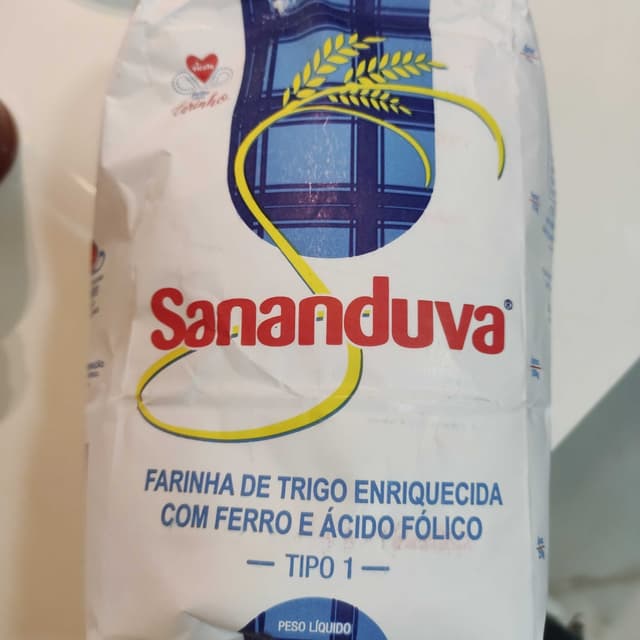 Sananduva®
FARINHA DE TRIGO ENRIQUECIDA
COM FERRO E ÁCIDO FÓLICO
— TIPO 1 —
PESO LÍQUIDO